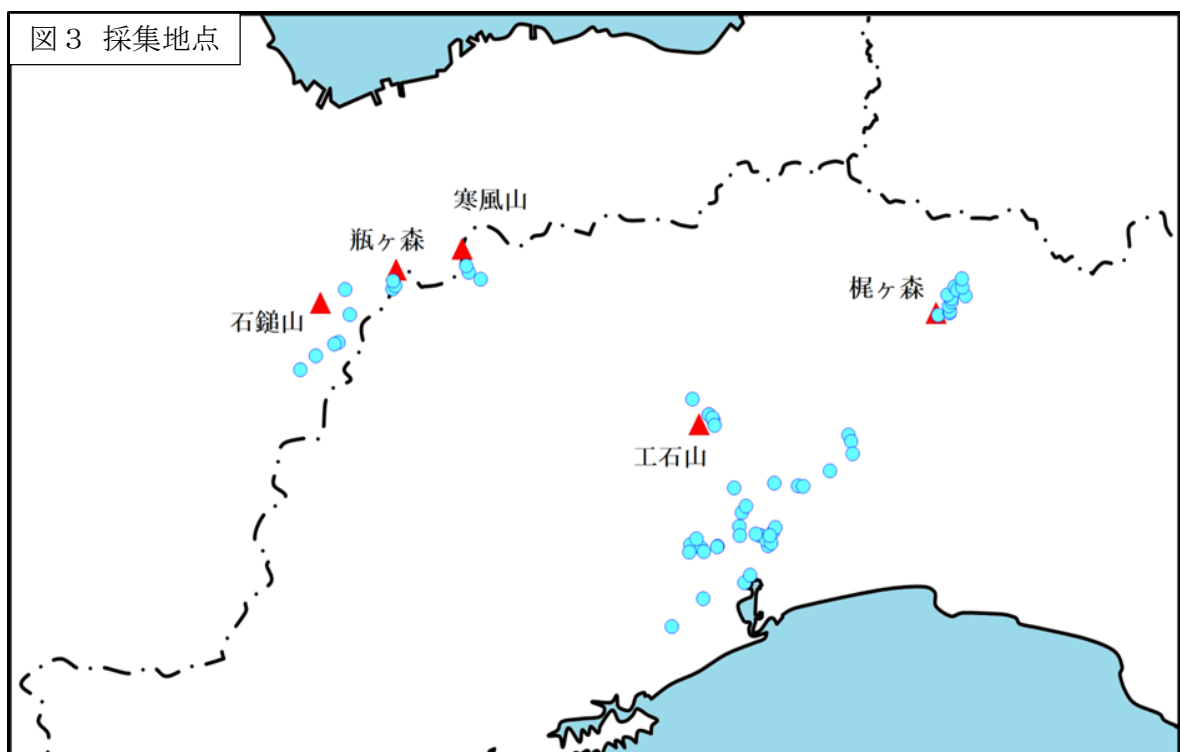 図3 採集地点
寒風山
瓶ヶ森
石鎚山
梶ヶ森
工石山